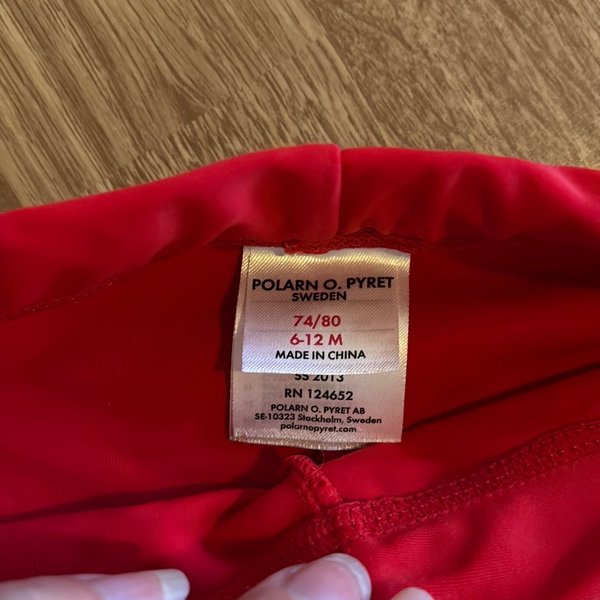 POLARN O. PYRET
SWEDEN
74/80
6-12 M
MADE IN CHINA
SS 2013
RN 124652
POLARN O. PYRET AB
SE-10323 Stockholm, Sweden
polarnopyret.com